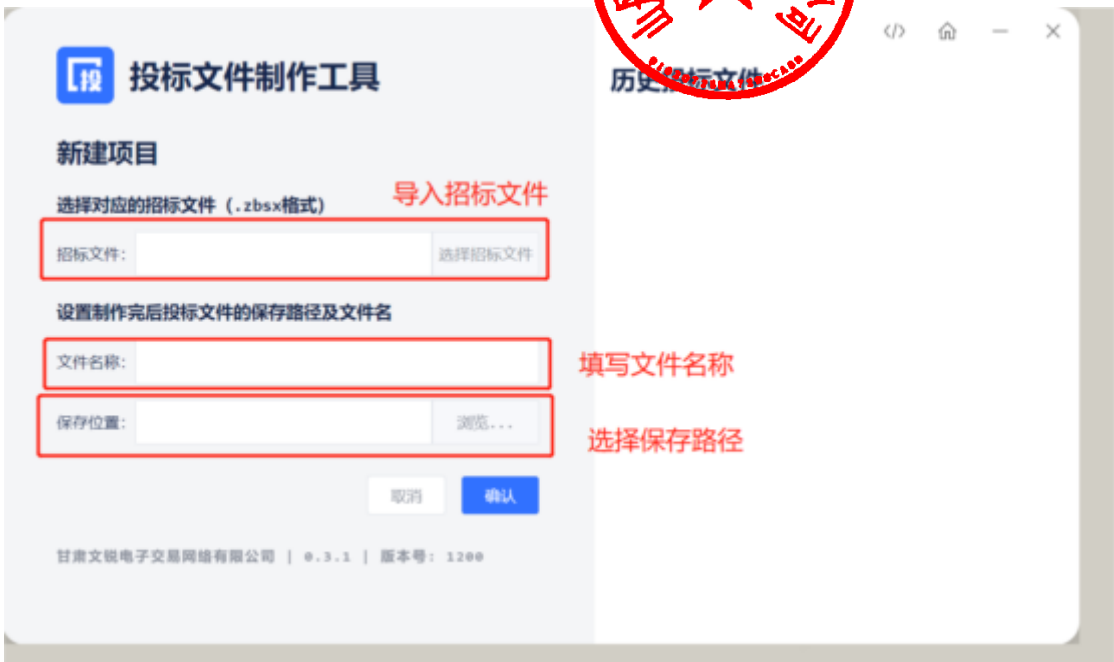 投
投标文件制作工具
新建项目
选择对应的招标文件（.zbsx格式）
导入招标文件
招标文件：
选择招标文件
设置制作完后投标文件的保存路径及文件名
文件名称：
填写文件名称
保存位置：
浏览...
选择保存路径
取消
确认
甘肃文锐电子交易网络有限公司 | 0.3.1 | 版本号: 1200
</>
历史投标文件